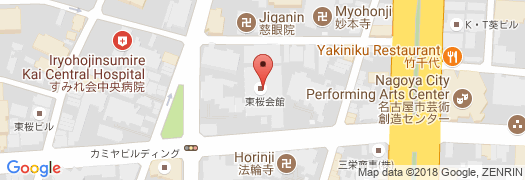 Jiganin
慈眼院
Myohonji
妙本寺
K・T葵ビル
Iryohojinsumire
Kai Central Hospital
すみれ会中央病院
Yakiniku Restaurant
竹千代
東桜会館
Nagoya City
Performing Arts Center
名古屋市芸術
創造センター
東桜ビル
カミヤビルディング
Horinji
法輪寺
三栄商事(株)
Google
Map data ©2018 Google, ZENRIN